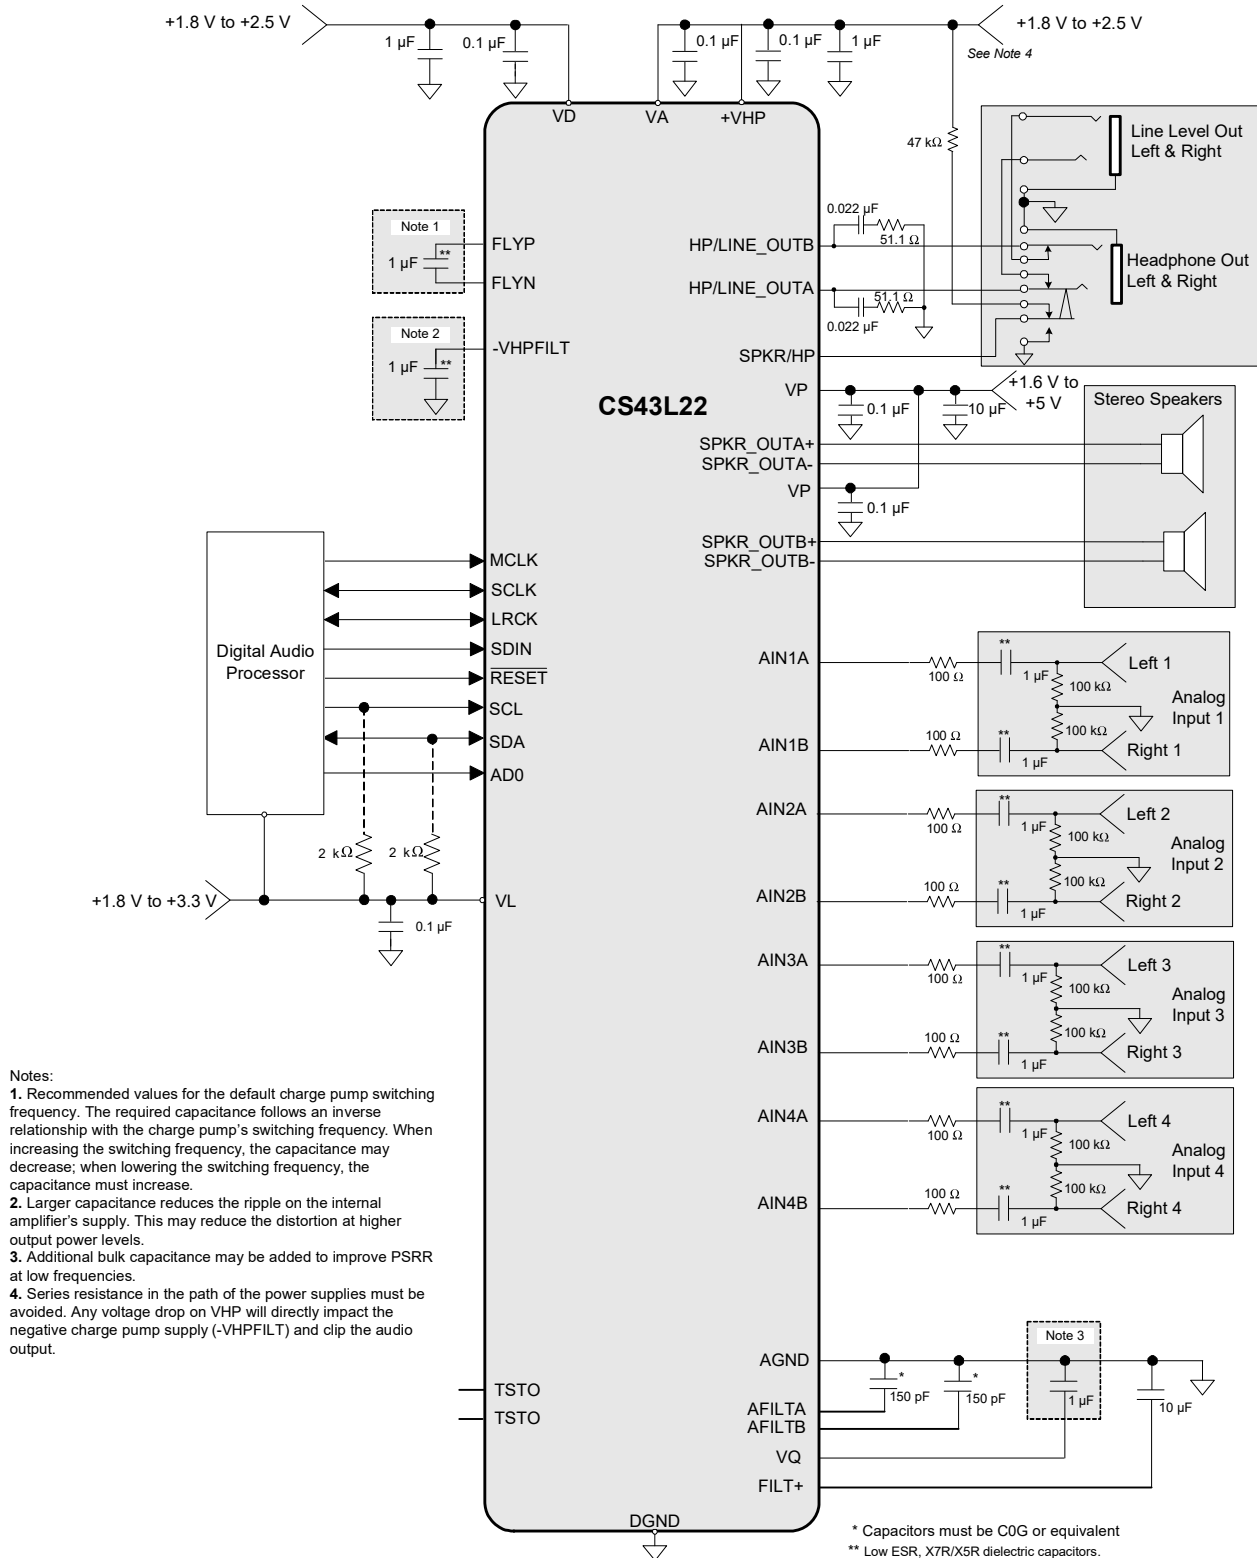 +1.8 V to +2.5 V
1 µF
0.1 µF
0.1 µF
0.1 µF
1 µF
+1.8 V to +2.5 V
See Note 4
VD
VA
+VHP
47 kΩ
Line Level Out
Left & Right
Note 1
1 µF
**
FLYP
FLYN
0.022 µF
51.1 Ω
HP/LINE_OUTB
HP/LINE_OUTA
51.1 Ω
0.022 µF
Headphone Out
Left & Right
Note 2
1 µF
**
-VHPFILT
SPKR/HP
CS43L22
VP
0.1 µF
10 µF
+1.6 V to
+5 V
Stereo Speakers
SPKR_OUTA+
SPKR_OUTA-
VP
0.1 µF
SPKR_OUTB+
SPKR_OUTB-
Digital Audio
Processor
MCLK
SCLK
LRCK
SDIN
RESET
SCL
SDA
AD0
2 kΩ
2 kΩ
+1.8 V to +3.3 V
VL
0.1 µF
AIN1A
100 Ω
**
1 µF
100 kΩ
Left 1
Analog
Input 1
AIN1B
100 Ω
**
1 µF
100 kΩ
Right 1
AIN2A
100 Ω
**
1 µF
100 kΩ
Left 2
Analog
Input 2
AIN2B
100 Ω
**
1 µF
100 kΩ
Right 2
AIN3A
100 Ω
**
1 µF
100 kΩ
Left 3
Analog
Input 3
AIN3B
100 Ω
**
1 µF
100 kΩ
Right 3
AIN4A
100 Ω
**
1 µF
100 kΩ
Left 4
Analog
Input 4
AIN4B
100 Ω
**
1 µF
100 kΩ
Right 4
Notes:
1. Recommended values for the default charge pump switching
frequency. The required capacitance follows an inverse
relationship with the charge pump's switching frequency. When
increasing the switching frequency, the capacitance may
decrease; when lowering the switching frequency, the
capacitance must increase.
2. Larger capacitance reduces the ripple on the internal
amplifier's supply. This may reduce the distortion at higher
output power levels.
3. Additional bulk capacitance may be added to improve PSRR
at low frequencies.
4. Series resistance in the path of the power supplies must be
avoided. Any voltage drop on VHP will directly impact the
negative charge pump supply (-VHPFILT) and clip the audio
output.
TSTO
TSTO
AGND
AFILTA
AFILTB
VQ
FILT+
*
150 pF
*
150 pF
Note 3
1 µF
10 µF
DGND
* Capacitors must be C0G or equivalent
** Low ESR, X7R/X5R dielectric capacitors.